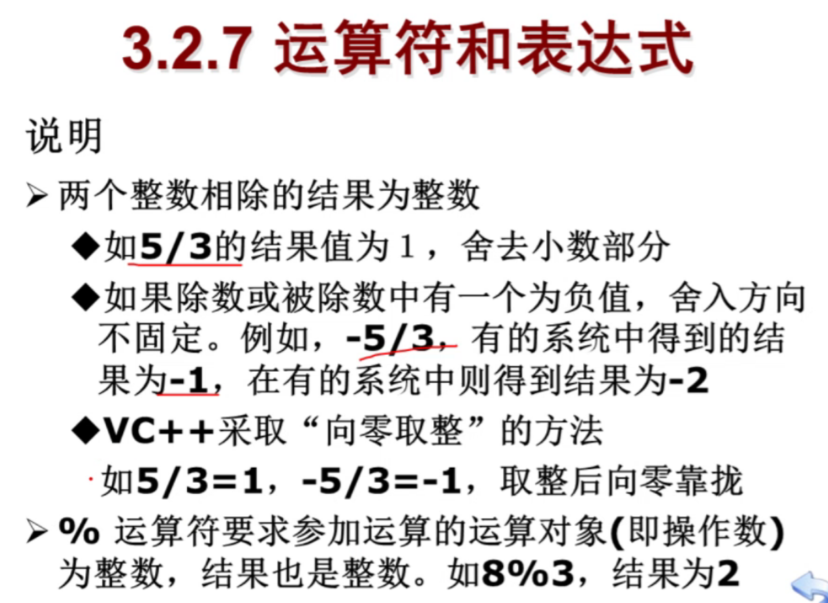 3.2.7 运算符和表达式
说明
➢两个整数相除的结果为整数
◆如5/3的结果值为１，舍去小数部分
◆如果除数或被除数中有一个为负值，舍入方向
不固定。例如，-5/3，有的系统中得到的结
果为-1，在有的系统中则得到结果为-2
◆VC++采取“向零取整”的方法
如5/3=1，-5/3=-1，取整后向零靠拢
➢% 运算符要求参加运算的运算对象(即操作数)
为整数，结果也是整数。如8%3，结果为2